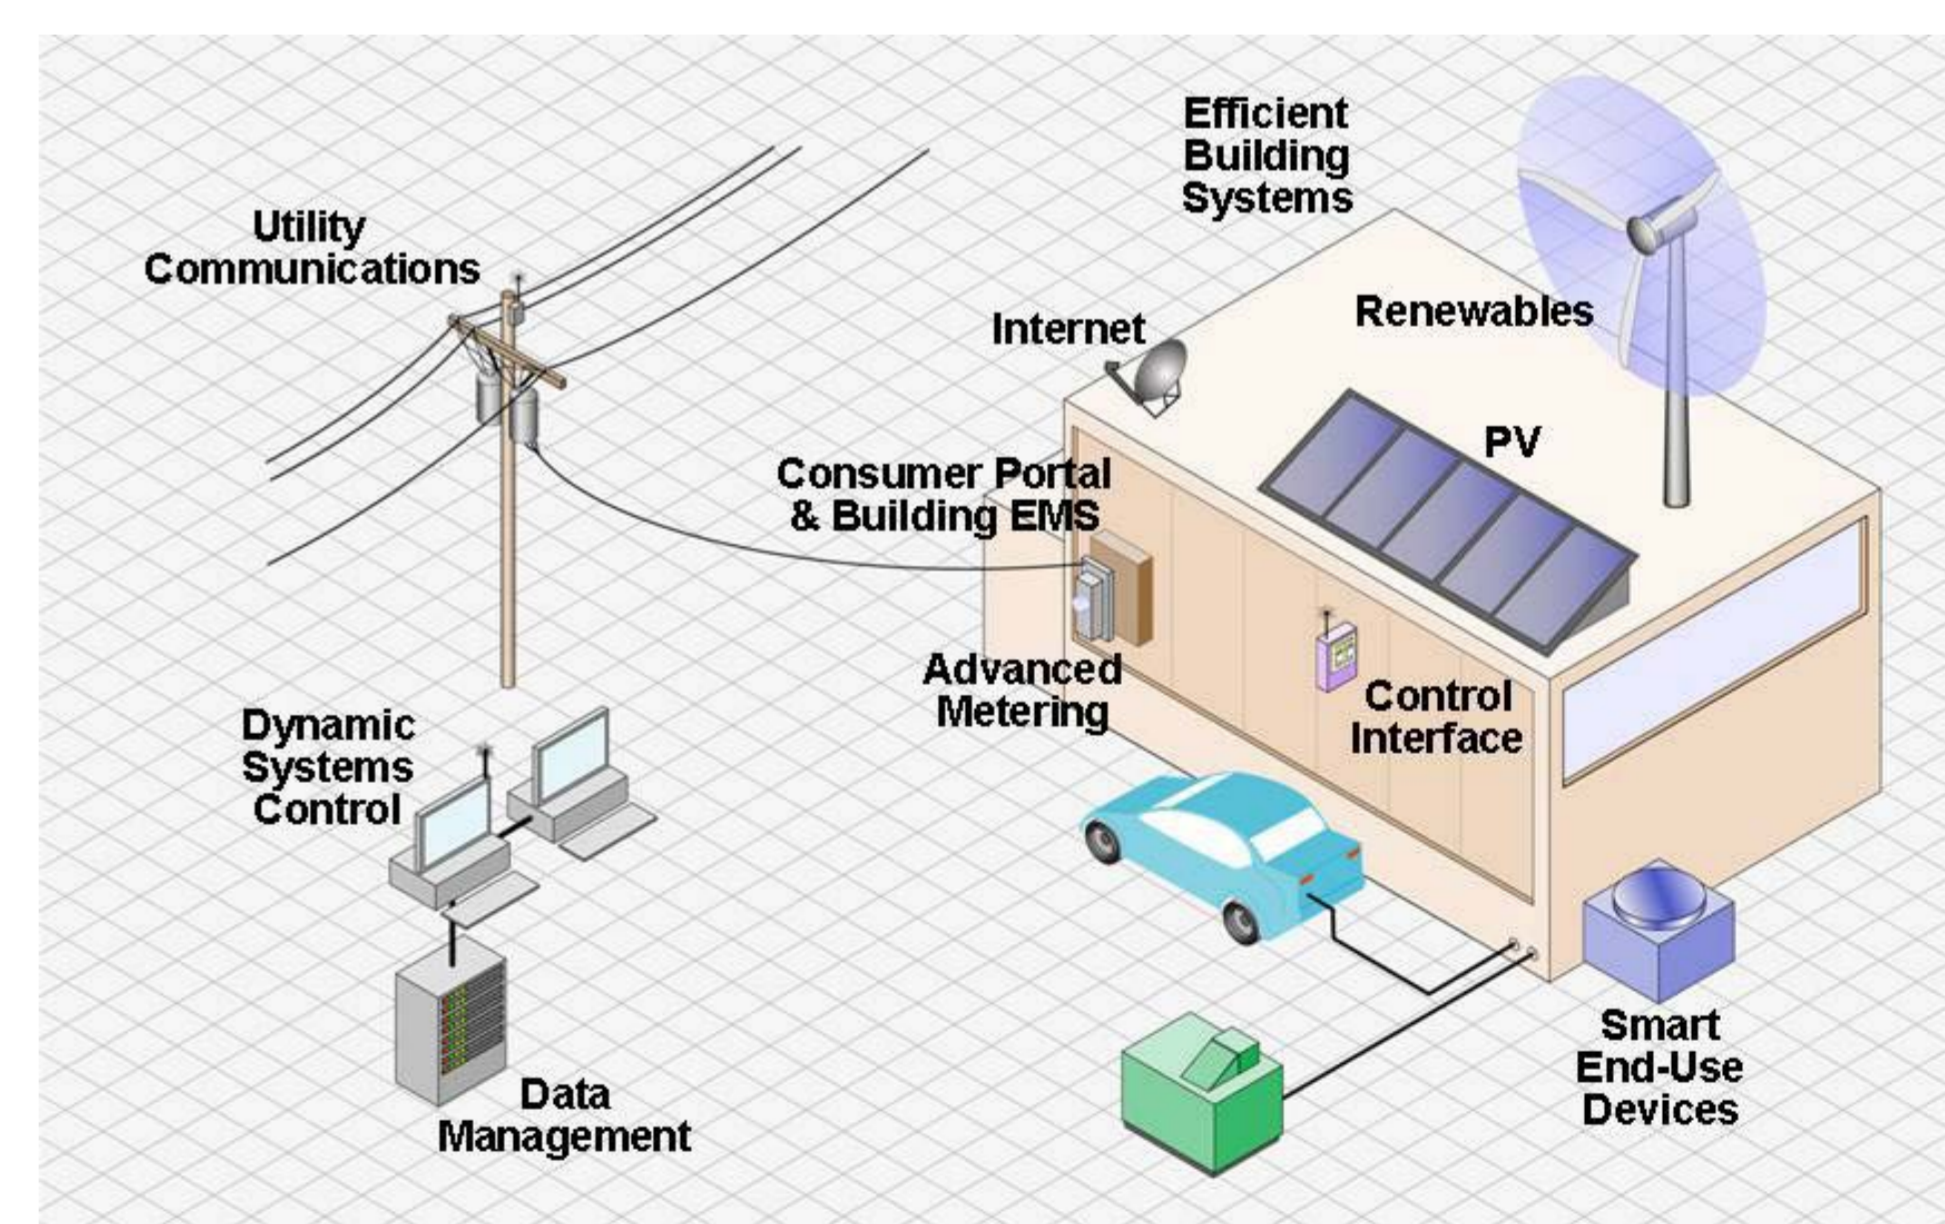 Efficient
Building
Systems
Utility
Communications
Internet
Renewables
PV
Consumer Portal
& Building EMS
Advanced
Metering
Control
Interface
Dynamic
Systems
Control
Data
Management
Smart
End-Use
Devices